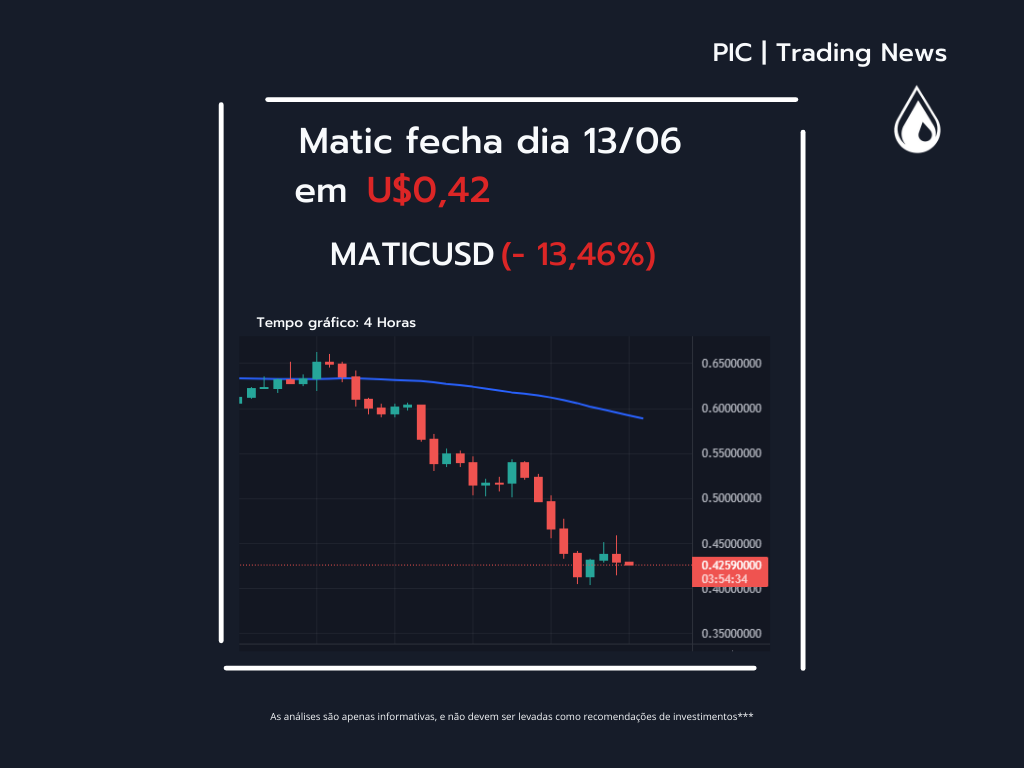 PIC | Trading News
Matic fecha dia 13/06
em U$0,42
MATICUSD (- 13,46%)
Tempo gráfico: 4 Horas
0.65000000
0.60000000
0.55000000
0.50000000
0.45000000
0.42590000
03:54:34
0.40000000
0.35000000
As análises são apenas informativas, e não devem ser levadas como recomendações de investimentos***